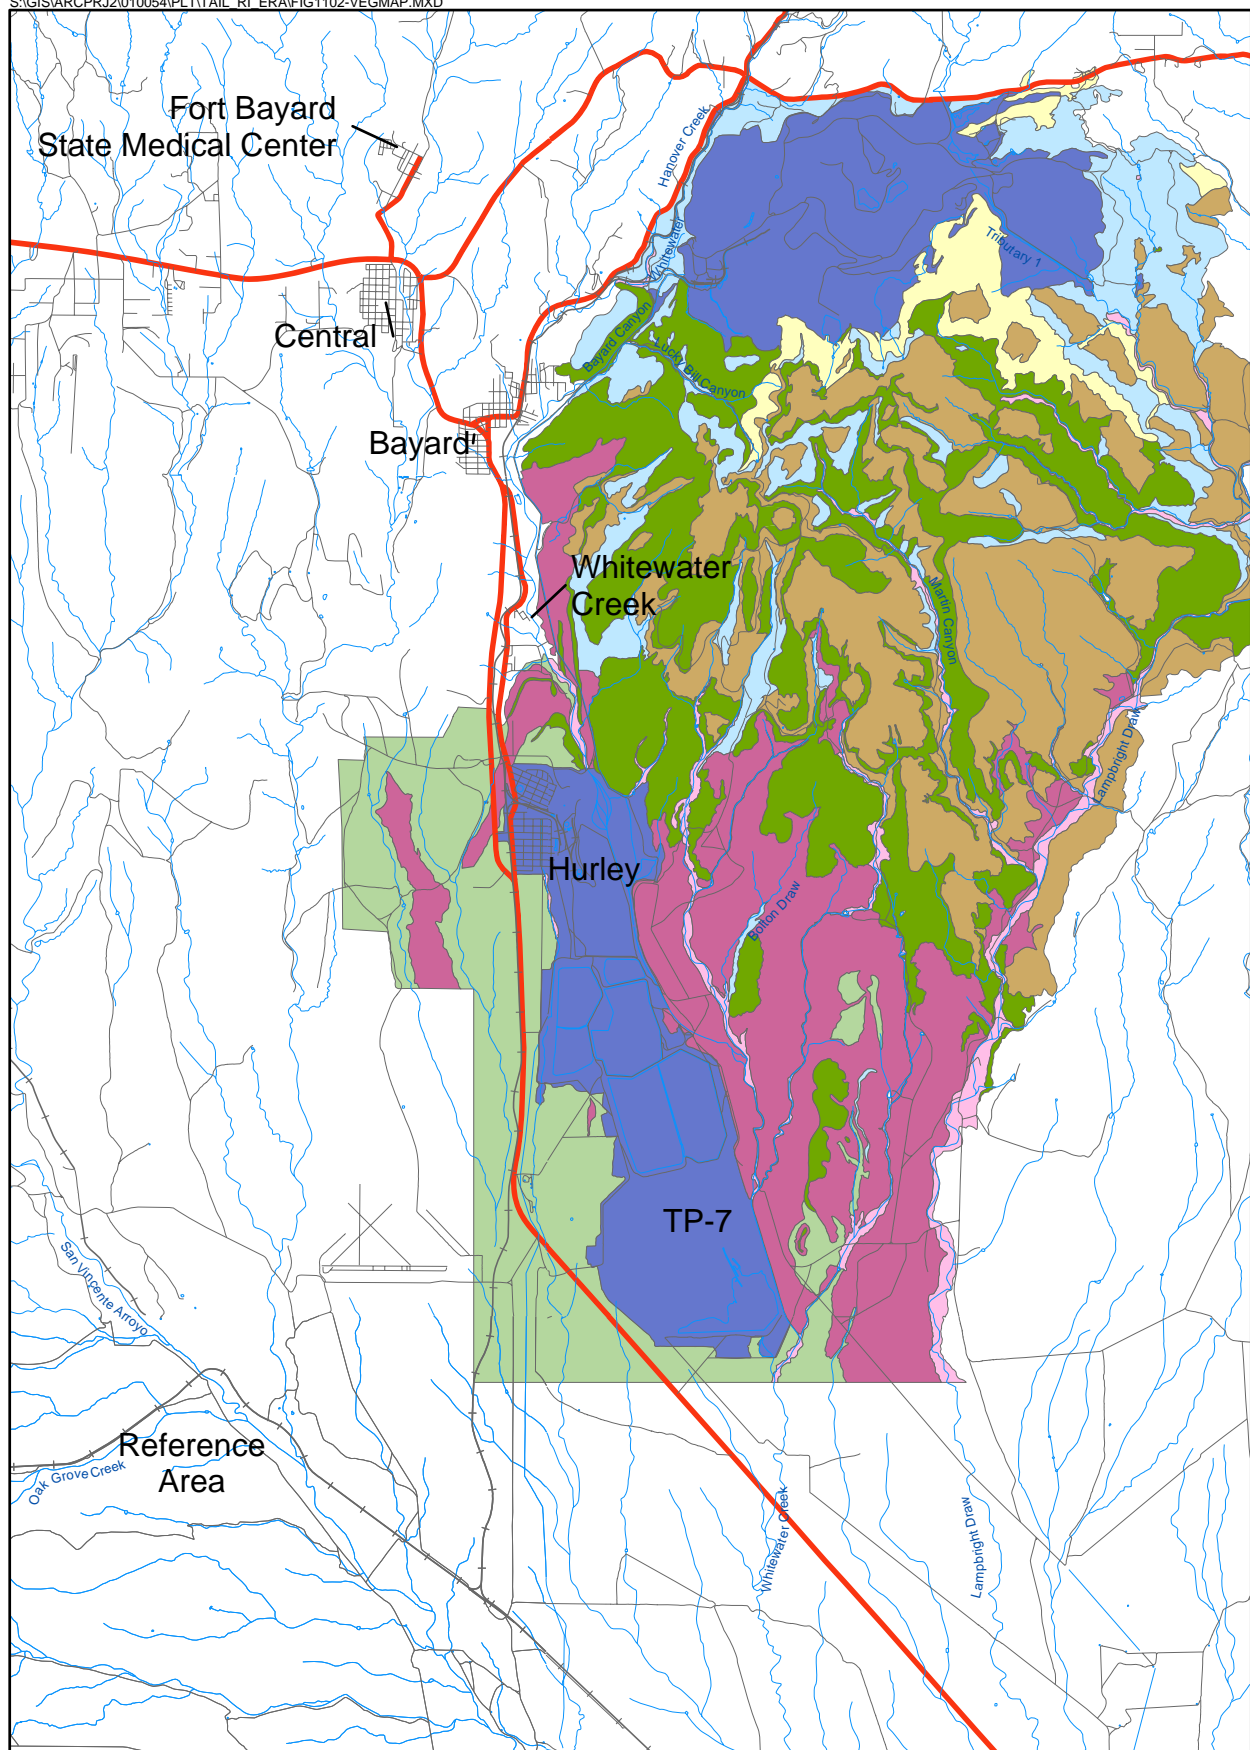 S:\GIS\ARCPRJ2\010054\PLT\TAIL_RI_ERA\FIG1102-VEGMAP.MXD
Fort Bayard
State Medical Center
Hanover Creek
Whitewater
Tributary 1
Central
Bayard Canyon
Lucky Bill Canyon
Bayard
Whitewater
Creek
Martin Canyon
Lampbright Draw
Hurley
Bolton Draw
TP-7
San Vincente Arroyo
Reference
Area
Oak Grove Creek
Whitewater Creek
Lampbright Draw